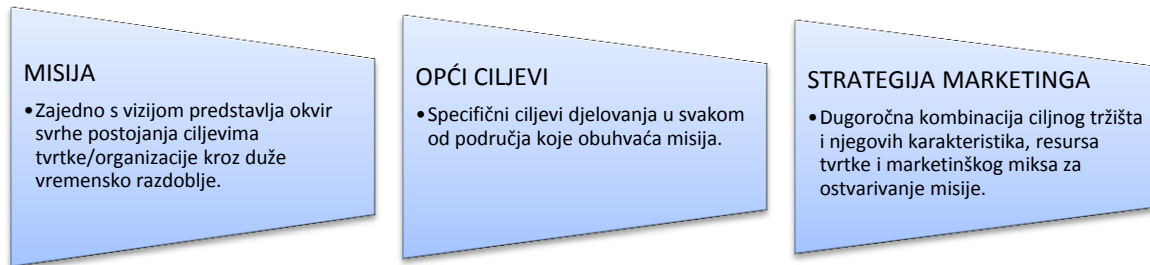 MISIJA
•Zajedno s vizijom predstavlja okvir
svrhe postojanja ciljevima
tvrtke/organizacije kroz duže
vremensko razdoblje.
OPĆI CILJEVI
•Specifični ciljevi djelovanja u svakom
od područja koje obuhvaća misija.
STRATEGIJA MARKETINGA
•Dugoročna kombinacija ciljnog tržišta
i njegovih karakteristika, resursa
tvrtke i marketinškog miksa za
ostvarivanje misije.